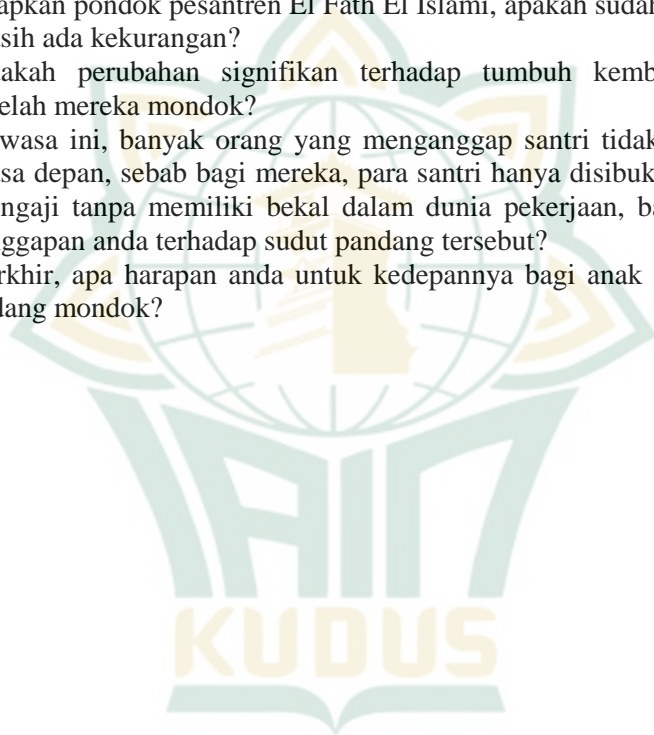 apkan pondok pesantren El Fath El Islami, apakah sudah
sih ada kekurangan?
akah perubahan signifikan terhadap tumbuh kemb
elah mereka mondok?
wasa ini, banyak orang yang menganggap santri tidak
sa depan, sebab bagi mereka, para santri hanya disibuk
ngaji tanpa memiliki bekal dalam dunia pekerjaan, ba
ggapan anda terhadap sudut pandang tersebut?
rkhir, apa harapan anda untuk kedepannya bagi anak
dang mondok?
IAIN
KUDUS